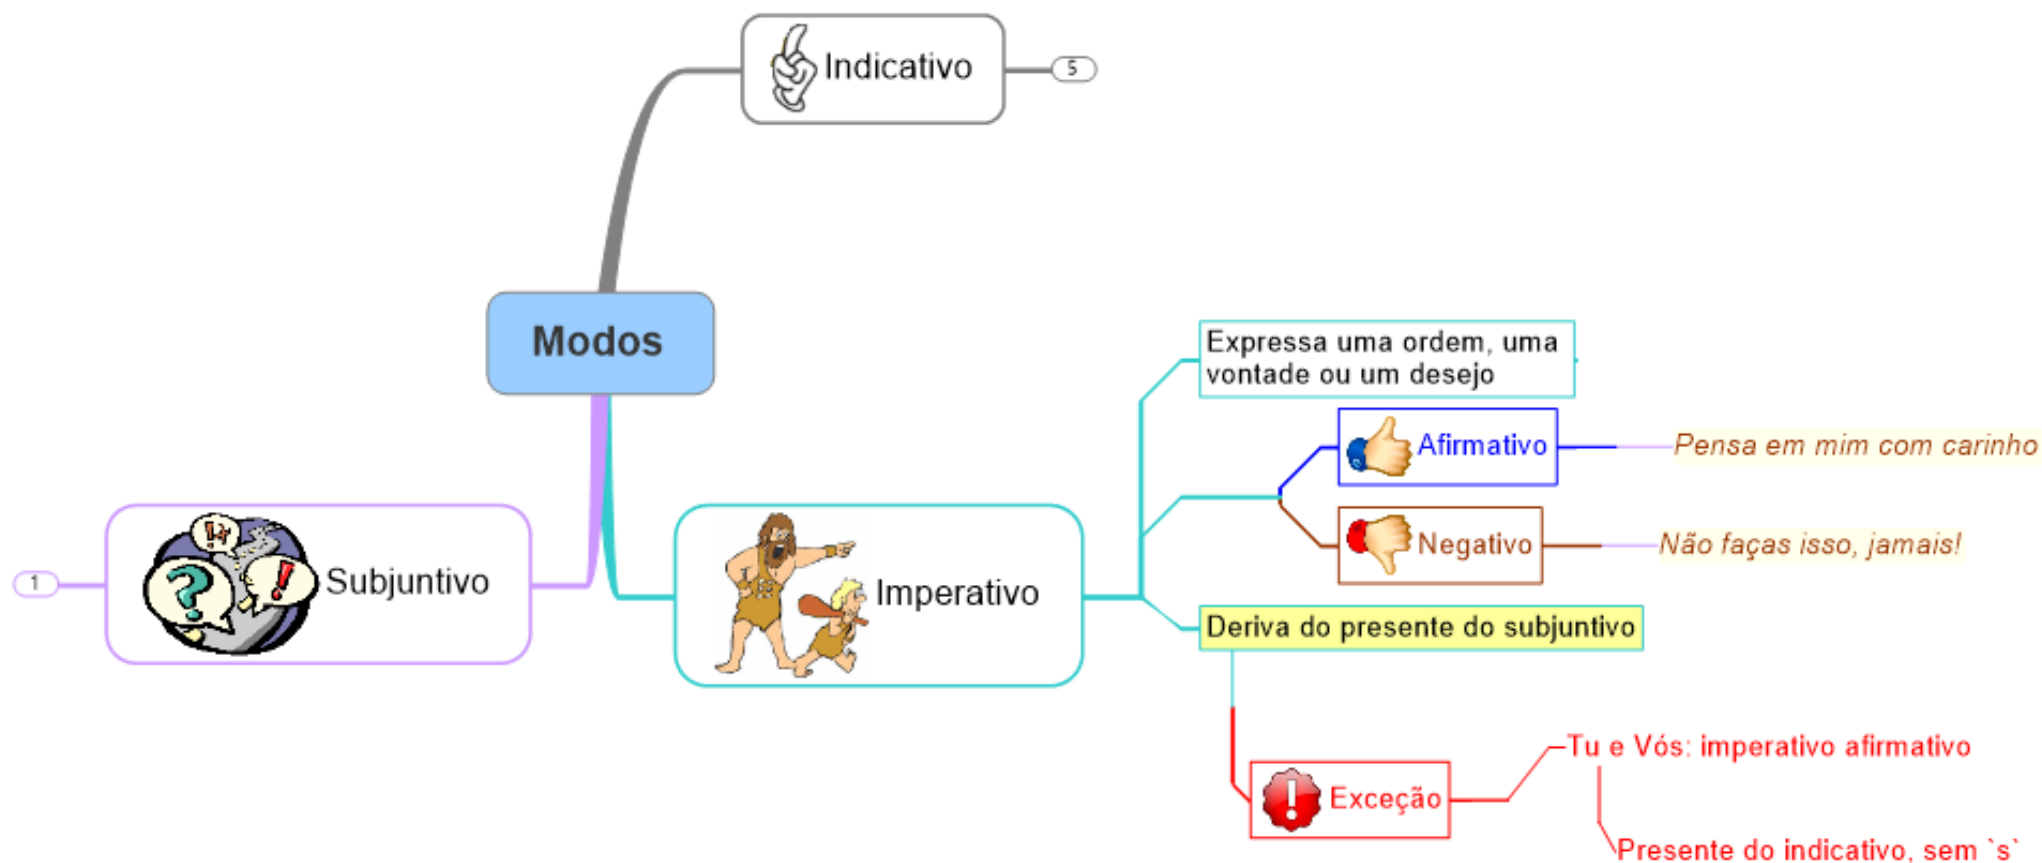 Indicativo
5
Modos
Expressa uma ordem, uma
vontade ou um desejo
Afirmativo
Pensa em mim com carinho
Negativo
Não faças isso, jamais!
1
Subjuntivo
Imperativo
Deriva do presente do subjuntivo
Exceção
Tu e Vós: imperativo afirmativo
Presente do indicativo, sem `s`